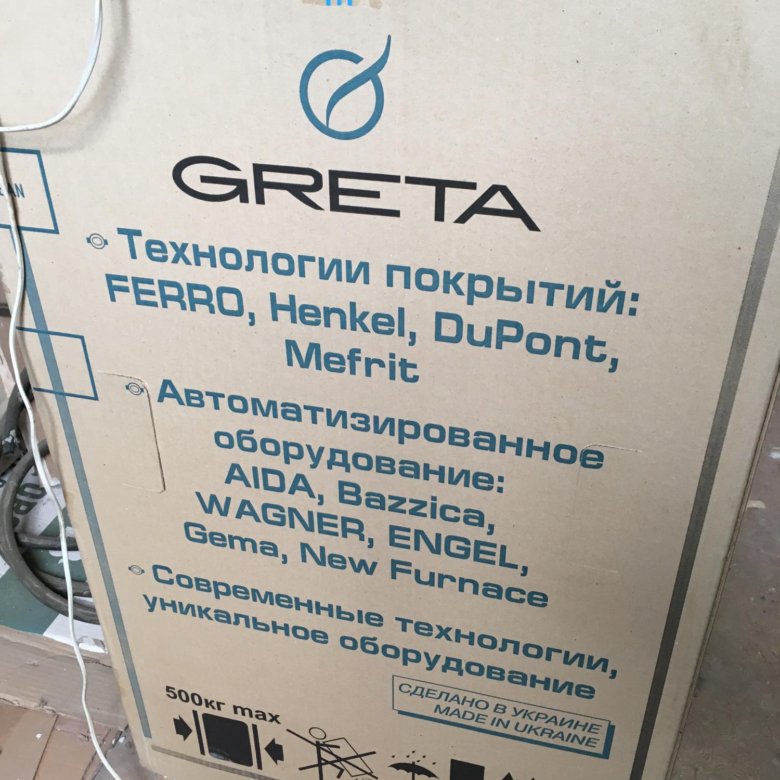 GRETA
Технологии покрытий:
FERRO, Henkel, DuPont,
Mefrit
Автоматизированное
оборудование:
AIDA, Bazzica,
WAGNER, ENGEL,
Gema, New Furnace
Современные технологии,
уникальное оборудование
СДЕЛАНО В УКРАИНЕ
MADE IN UKRAINE
500кг max